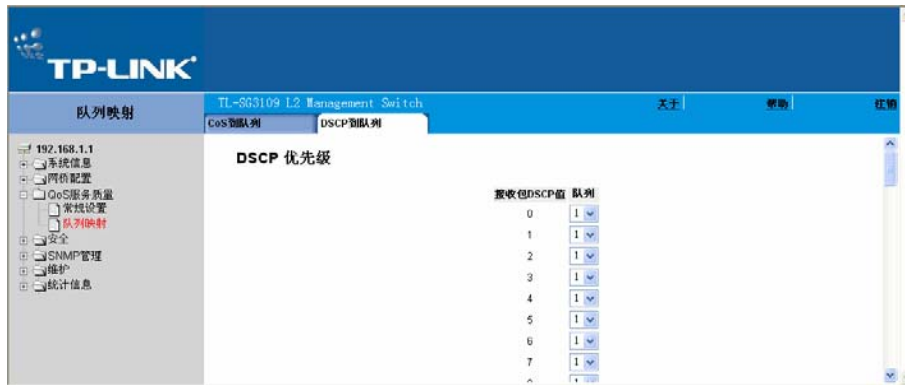 TP-LINK
队列映射
TL-SG3109 L2 Management Switch
关于
帮助
注销
CoS到队列
DSCP到队列
192.168.1.1
系统信息
网桥配置
QoS服务质量
常规设置
队列映射
安全
SNMP管理
维护
统计信息
DSCP 优先级
接收包DSCP值 队列
0 1
1 1
2 1
3 1
4 1
5 1
6 1
7 1